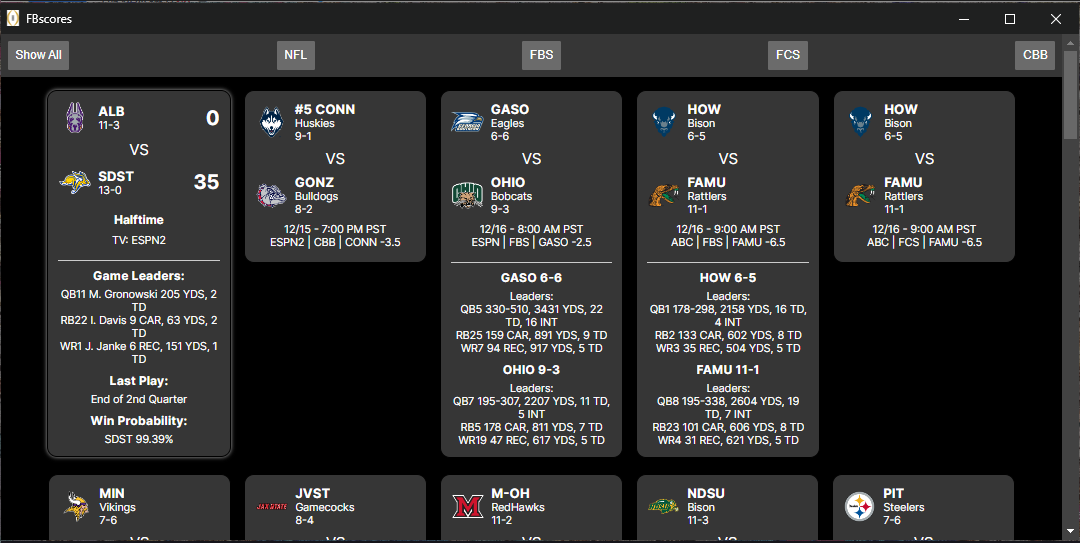 FBscores
Show All
NFL
FBS
FCS
CBB
ALB
11-3
0
VS
SDST
13-0
35
Halftime
TV: ESPN2
Game Leaders:
QB11 M. Gronowski 205 YDS, 2
TD
RB22 I. Davis 9 CAR, 63 YDS, 2
TD
WR1 J. Janke 6 REC, 151 YDS, 1
TD
Last Play:
End of 2nd Quarter
Win Probability:
SDST 99.39%
#5 CONN
Huskies
9-1
VS
GONZ
Bulldogs
8-2
12/15 - 7:00 PM PST
ESPN2 | CBB | CONN -3.5
GASO
Eagles
6-6
VS
OHIO
Bobcats
9-3
12/16 - 8:00 AM PST
ESPN | FBS | GASO -2.5
GASO 6-6
Leaders:
QB5 330-510, 3431 YDS, 22
TD, 16 INT
RB25 159 CAR, 891 YDS, 9 TD
WR7 94 REC, 917 YDS, 5 TD
OHIO 9-3
Leaders:
QB7 195-307, 2207 YDS, 11 TD,
5 INT
RB5 178 CAR, 811 YDS, 7 TD
WR19 47 REC, 617 YDS, 5 TD
HOW
Bison
6-5
VS
FAMU
Rattlers
11-1
12/16 - 9:00 AM PST
ABC | FBS | FAMU -6.5
HOW 6-5
Leaders:
QB1 178-298, 2158 YDS, 16 TD,
4 INT
RB2 133 CAR, 602 YDS, 8 TD
WR3 35 REC, 504 YDS, 5 TD
FAMU 11-1
Leaders:
QB8 195-338, 2604 YDS, 19
TD, 7 INT
RB23 101 CAR, 606 YDS, 8 TD
WR4 31 REC, 621 YDS, 5 TD
HOW
Bison
6-5
VS
FAMU
Rattlers
11-1
12/16 - 9:00 AM PST
ABC | FCS | FAMU -6.5
MIN
Vikings
7-6
VS
JAX STATE
JVST
Gamecocks
8-4
VS
M-OH
RedHawks
11-2
VS
NDSU
Bison
11-3
VS
PIT
Steelers
7-6
VS